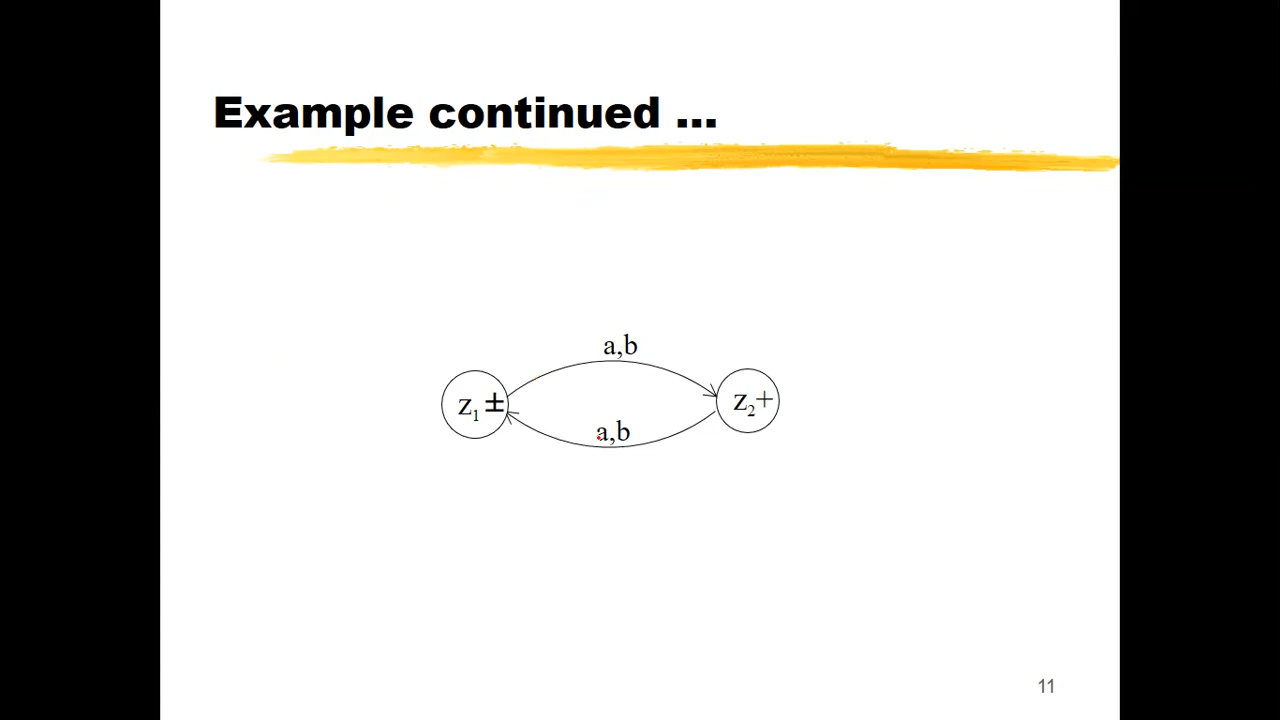 Example continued ...
a,b
z₁± z₂+
a,b
11